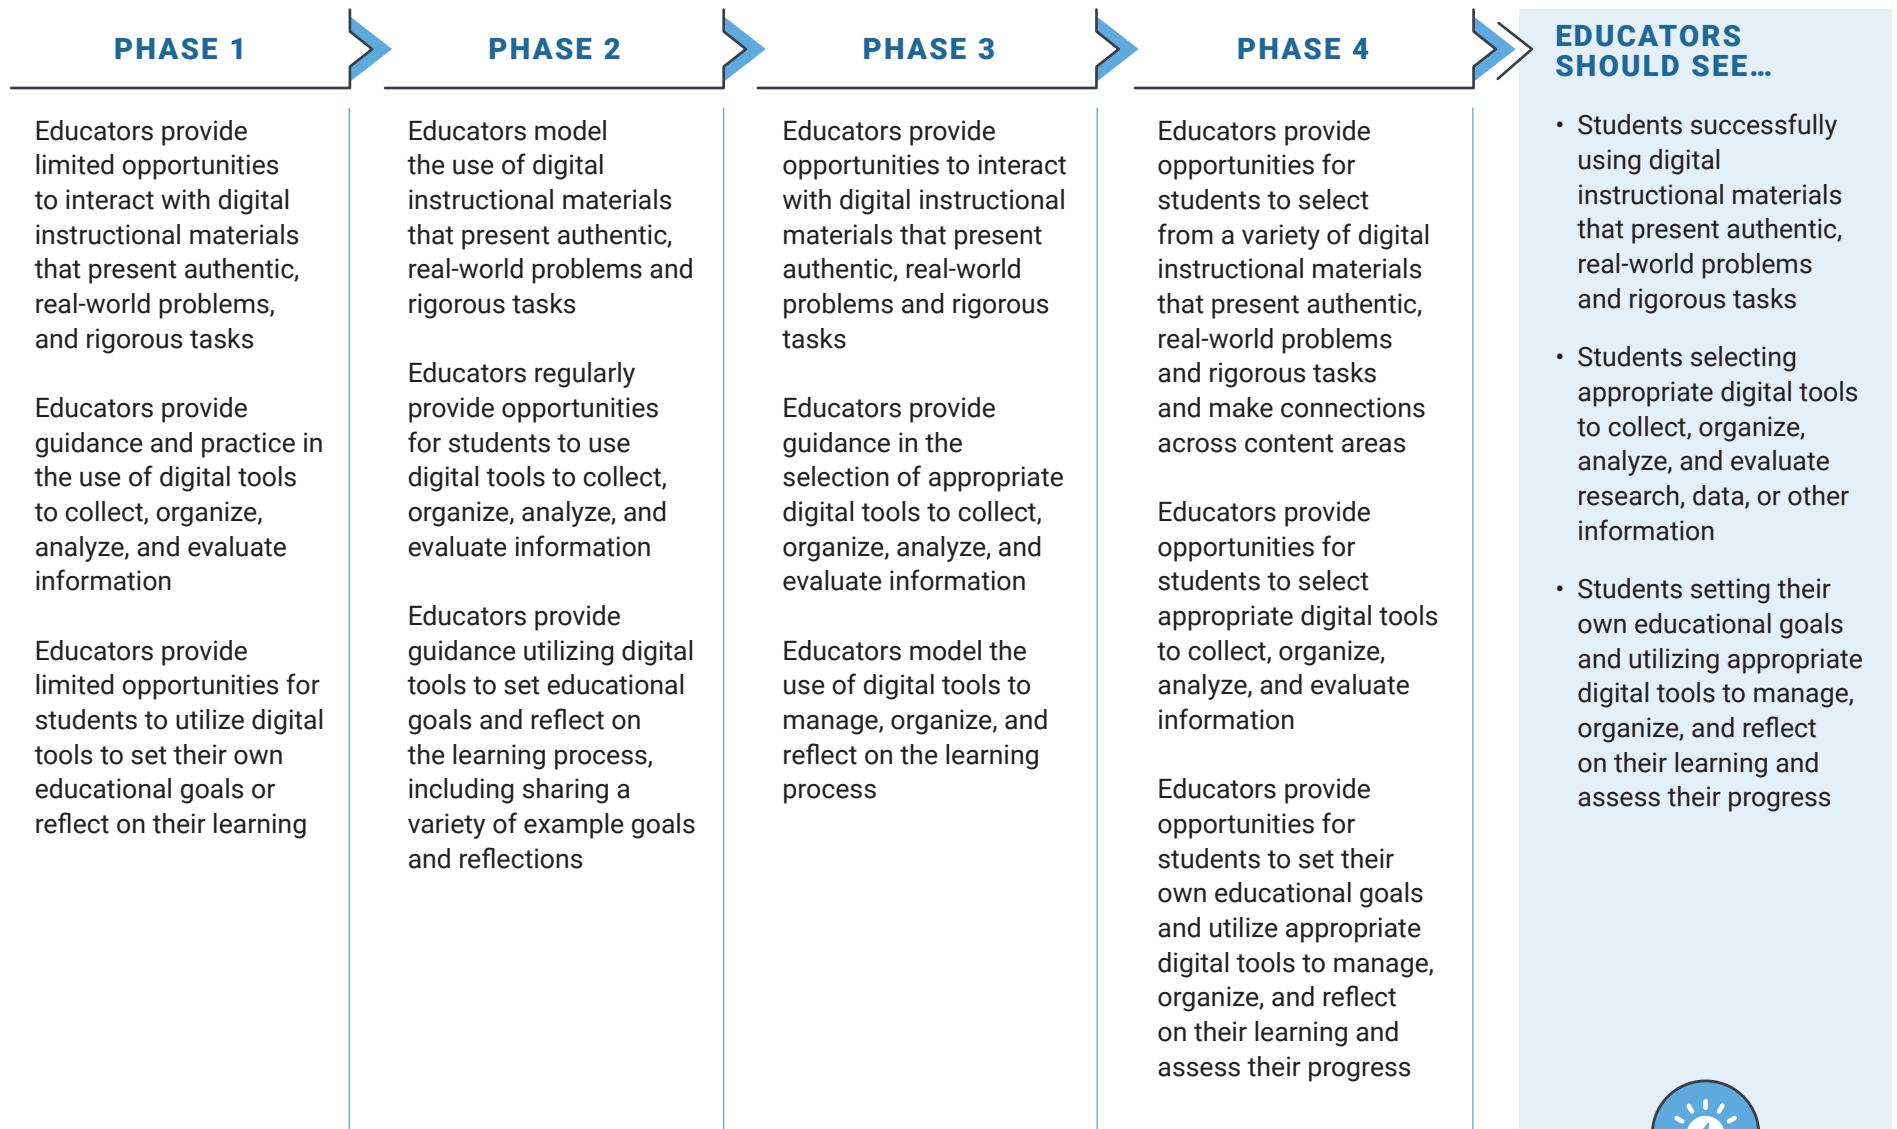 PHASE 1
Educators provide
limited opportunities
to interact with digital
instructional materials
that present authentic,
real-world problems,
and rigorous tasks
Educators provide
guidance and practice in
the use of digital tools
to collect, organize,
analyze, and evaluate
information
Educators provide
limited opportunities for
students to utilize digital
tools to set their own
educational goals or
reflect on their learning
PHASE 2
Educators model
the use of digital
instructional materials
that present authentic,
real-world problems and
rigorous tasks
Educators regularly
provide opportunities
for students to use
digital tools to collect,
organize, analyze, and
evaluate information
Educators provide
guidance utilizing digital
tools to set educational
goals and reflect on
the learning process,
including sharing a
variety of example goals
and reflections
PHASE 3
Educators provide
opportunities to interact
with digital instructional
materials that present
authentic, real-world
problems and rigorous
tasks
Educators provide
guidance in the
selection of appropriate
digital tools to collect,
organize, analyze, and
evaluate information
Educators model the
use of digital tools to
manage, organize, and
reflect on the learning
process
PHASE 4
Educators provide
opportunities for
students to select
from a variety of digital
instructional materials
that present authentic,
real-world problems
and rigorous tasks
and make connections
across content areas
Educators provide
opportunities for
students to select
appropriate digital tools
to collect, organize,
analyze, and evaluate
information
Educators provide
opportunities for
students to set their
own educational goals
and utilize appropriate
digital tools to manage,
organize, and reflect
on their learning and
assess their progress
EDUCATORS
SHOULD SEE…
• Students successfully
using digital
instructional materials
that present authentic,
real-world problems
and rigorous tasks
• Students selecting
appropriate digital tools
to collect, organize,
analyze, and evaluate
research, data, or other
information
• Students setting their
own educational goals
and utilizing appropriate
digital tools to manage,
organize, and reflect
on their learning and
assess their progress